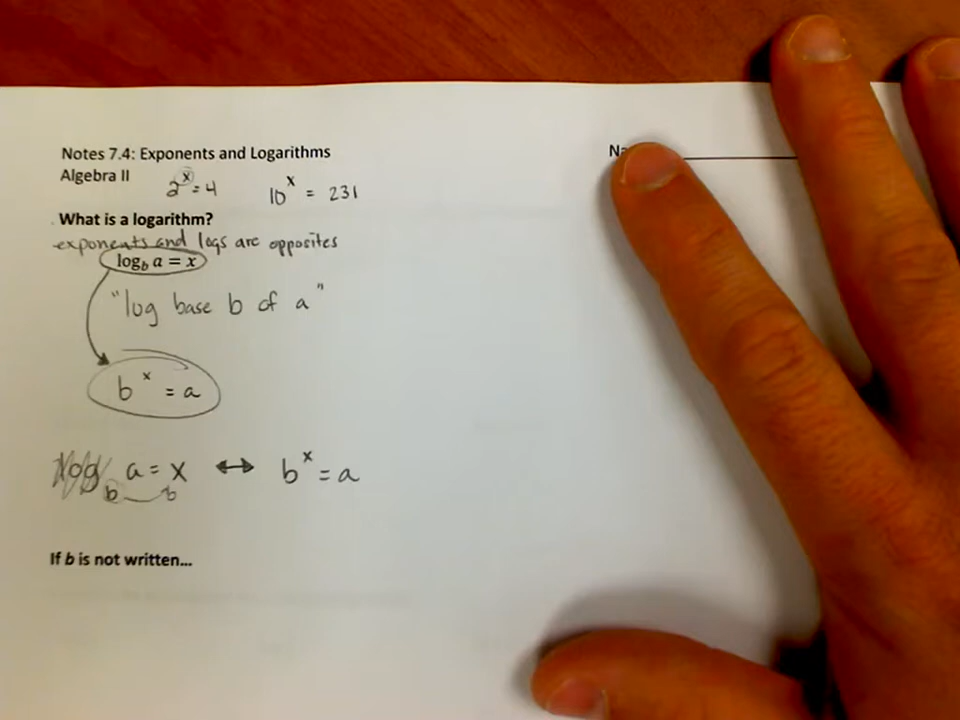 Notes 7.4: Exponents and Logarithms
Algebra II
2^x = 4 10^x = 231
What is a logarithm?
exponents and logs are opposites
log_b a = x
"log base b of a"
b^x = a
log_b a = x_b ↔ b^x = a
If b is not written...